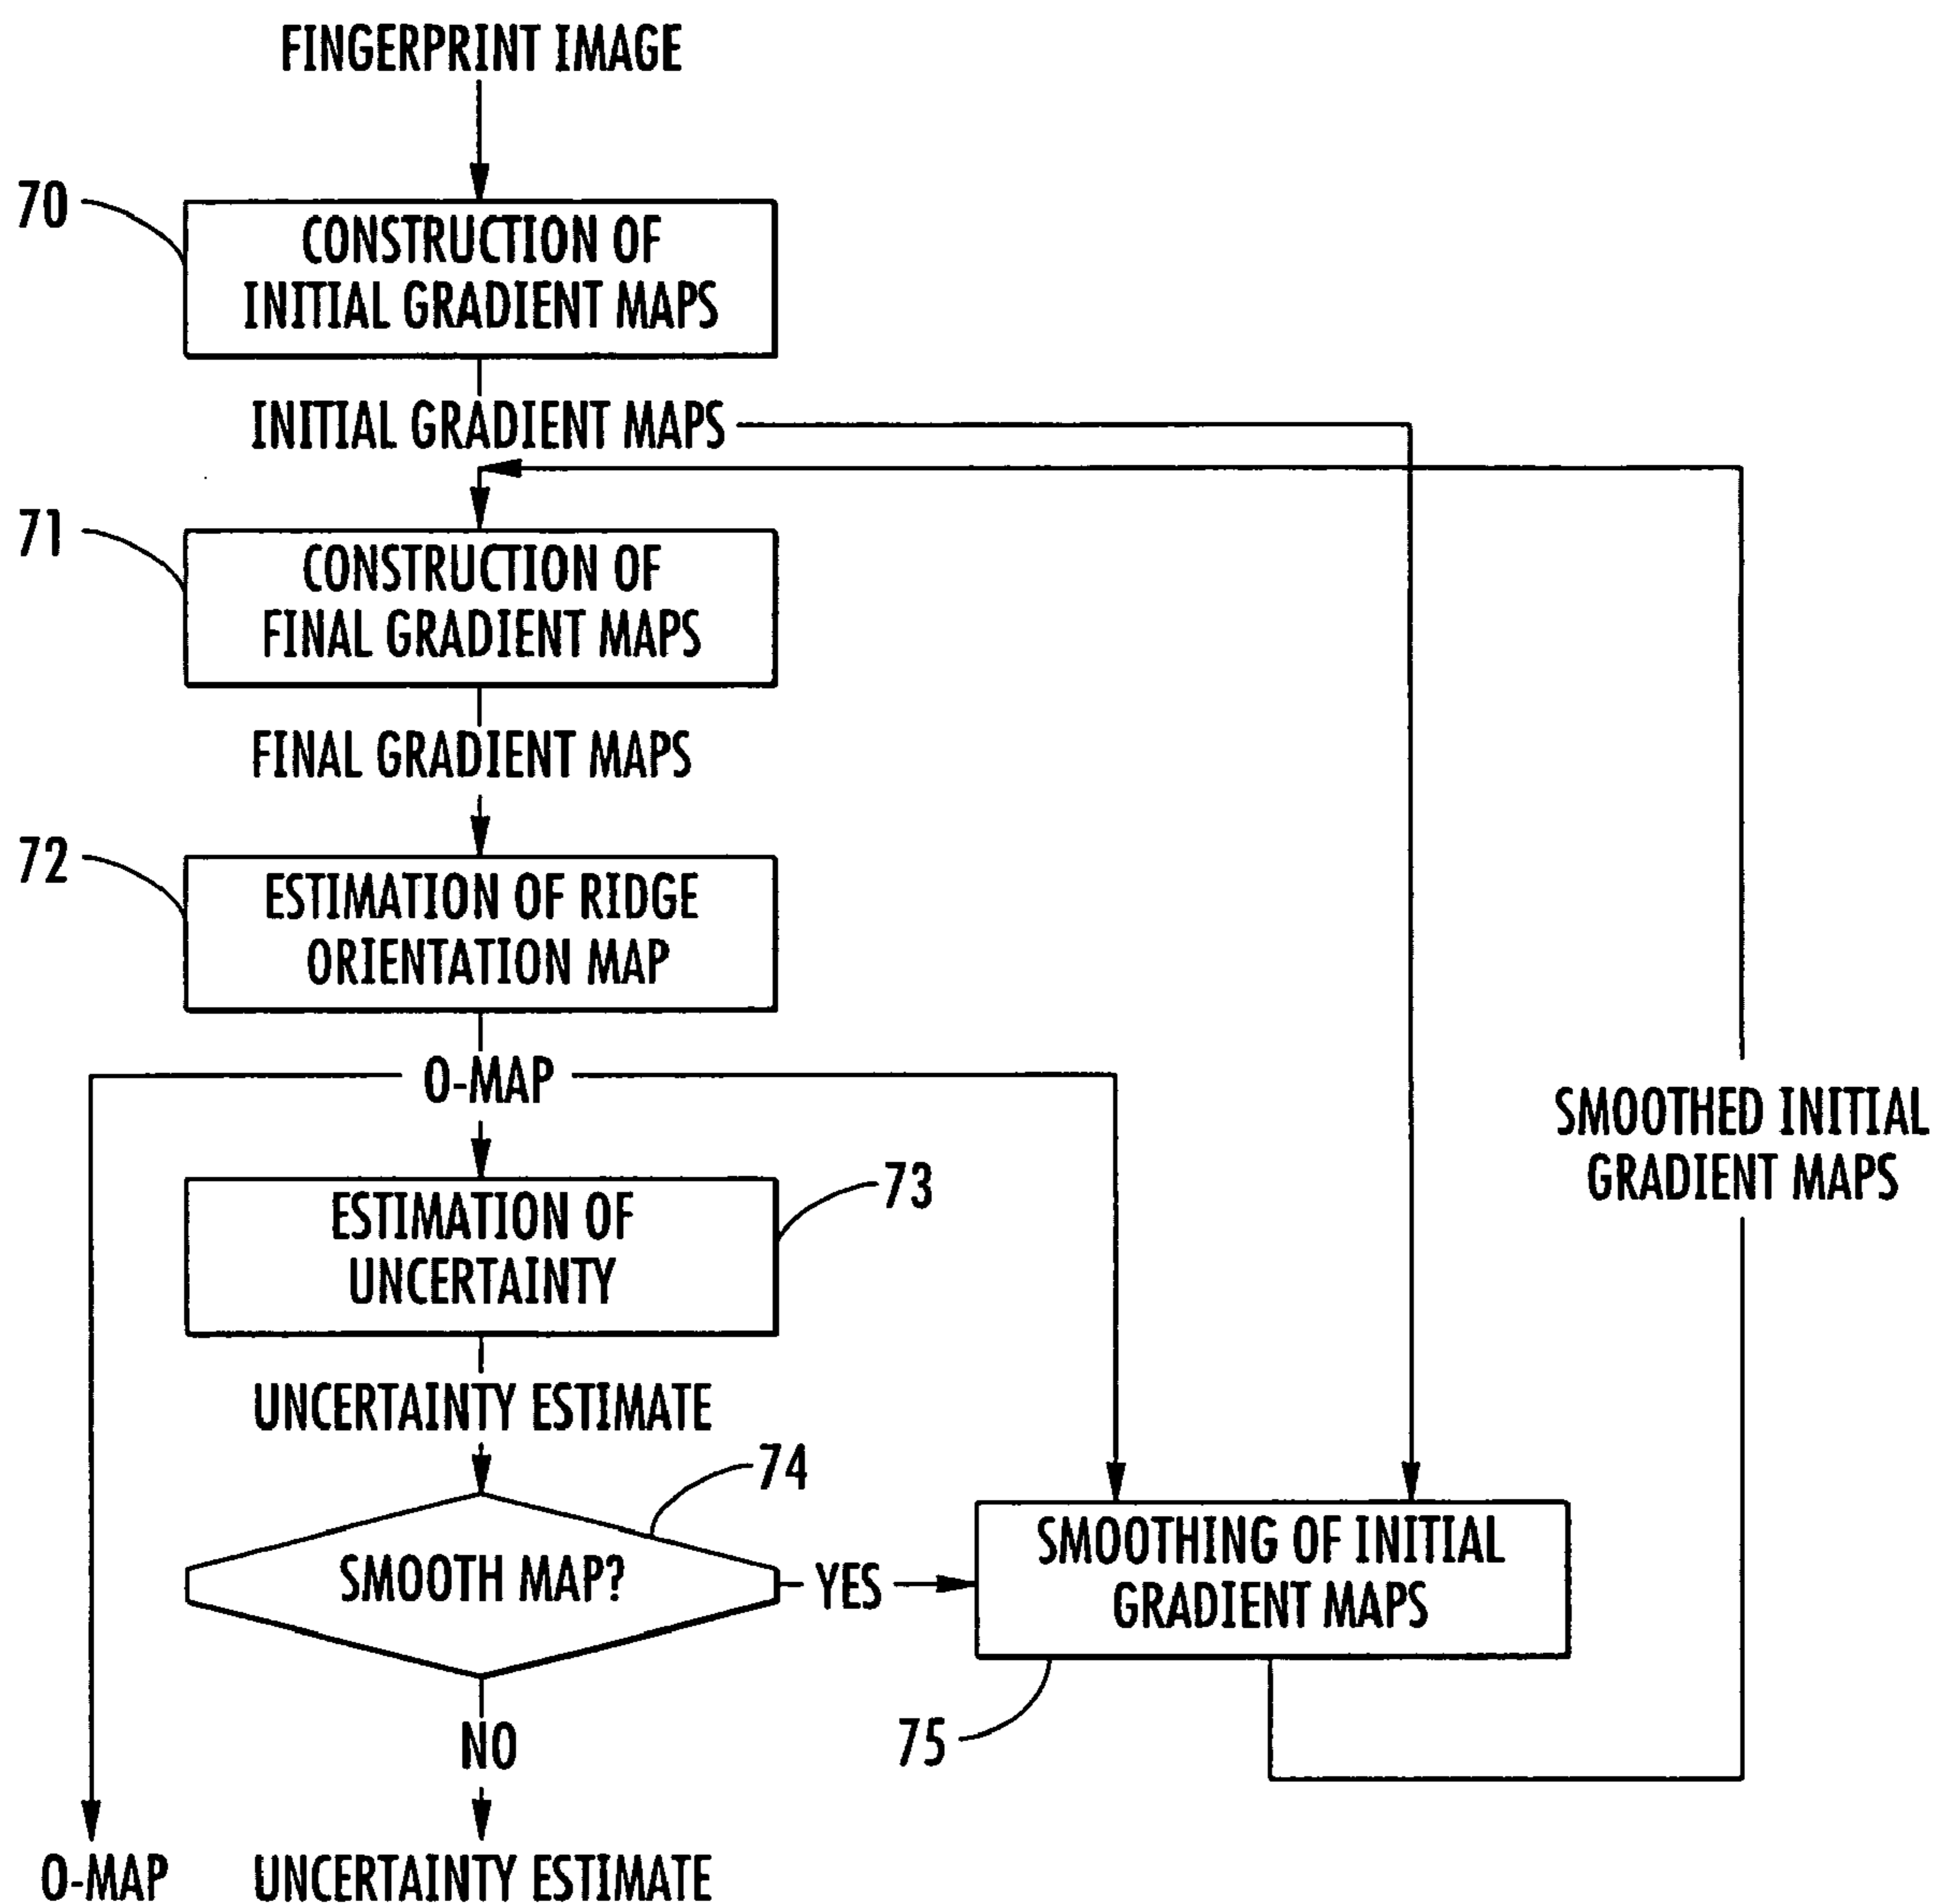 FINGERPRINT IMAGE
70
CONSTRUCTION OF
INITIAL GRADIENT MAPS
INITIAL GRADIENT MAPS
71
CONSTRUCTION OF
FINAL GRADIENT MAPS
FINAL GRADIENT MAPS
72
ESTIMATION OF RIDGE
ORIENTATION MAP
O-MAP
SMOOTHED INITIAL
GRADIENT MAPS
73
ESTIMATION OF
UNCERTAINTY
UNCERTAINTY ESTIMATE
74
SMOOTH MAP?
YES
SMOOTHING OF INITIAL
GRADIENT MAPS
75
NO
O-MAP
UNCERTAINTY ESTIMATE